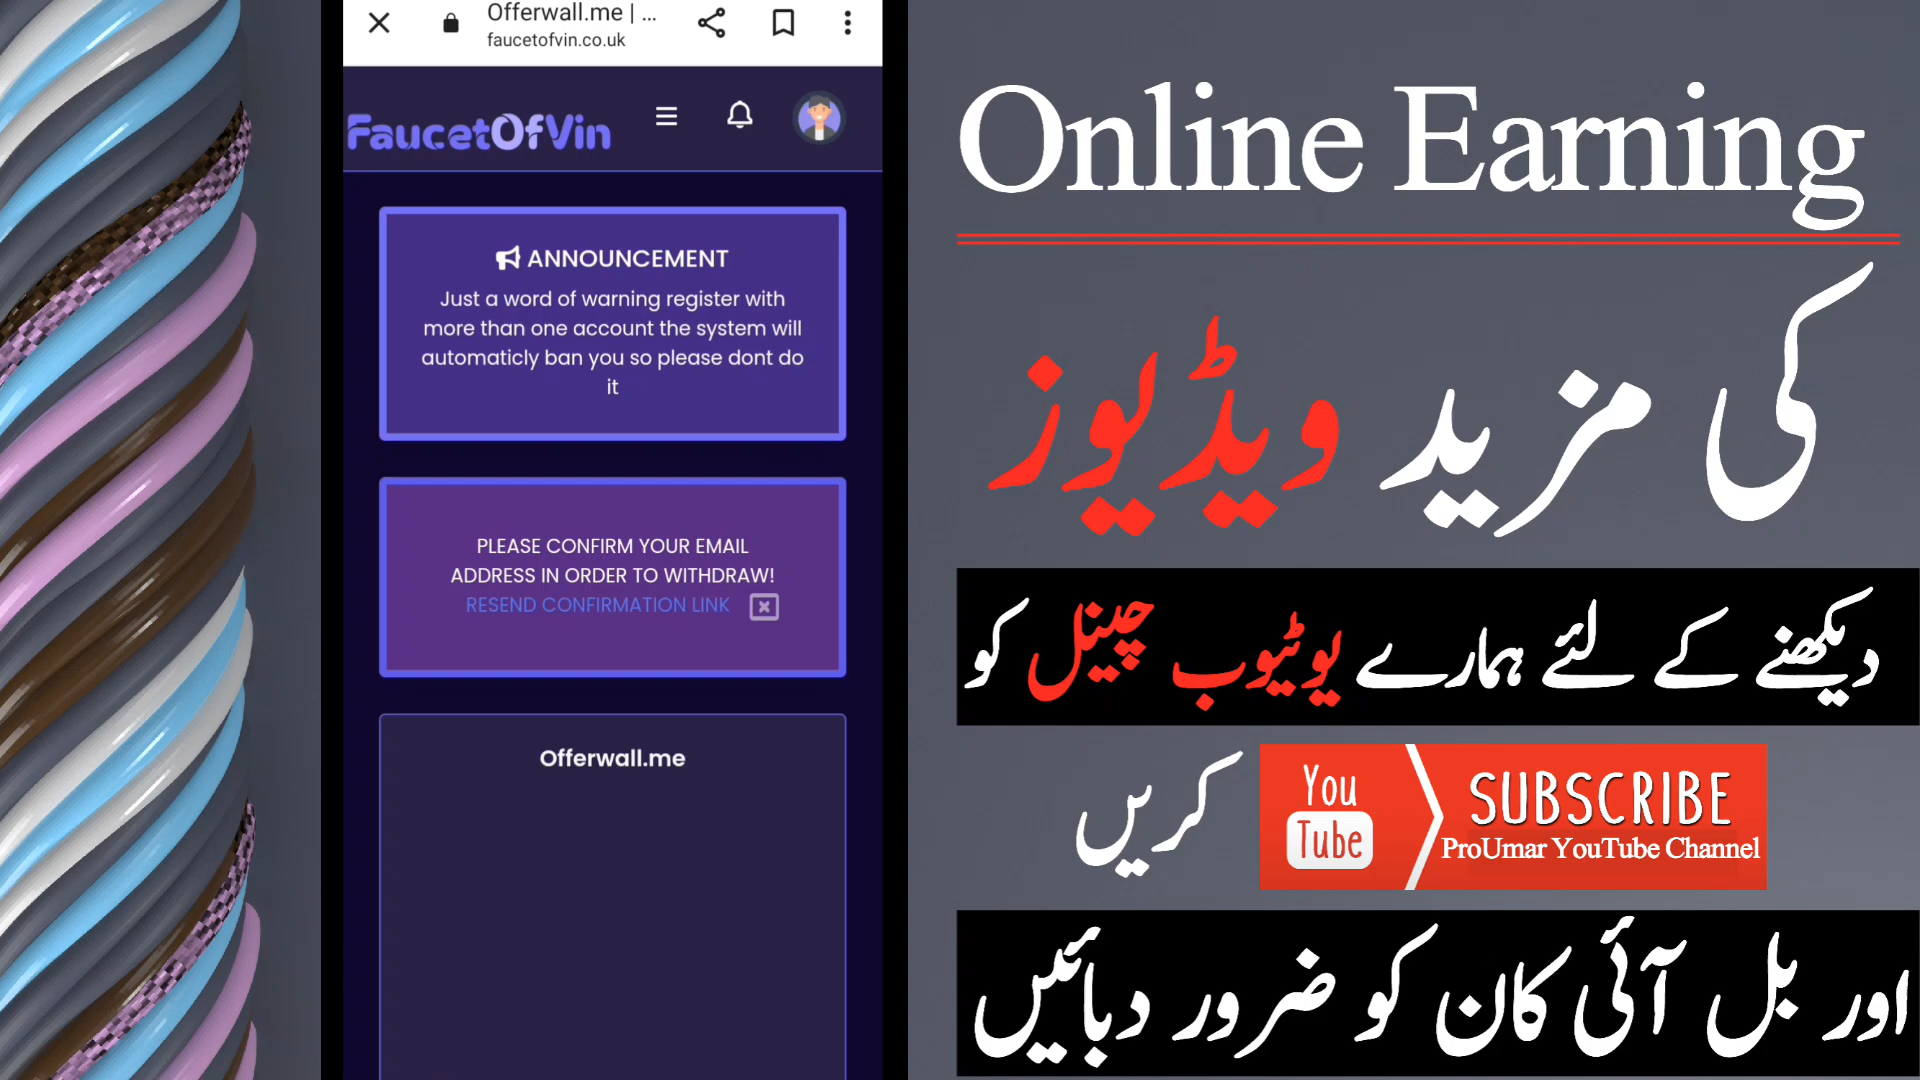 Offerwall.me | ...
faucetofvin.co.uk
FaucetOfVin
ANNOUNCEMENT
Just a word of warning register with
more than one account the system will
automaticly ban you so please dont do
it
PLEASE CONFIRM YOUR EMAIL
ADDRESS IN ORDER TO WITHDRAW!
RESEND CONFIRMATION LINK
Offerwall.me
Online Earning
کی مزید ویڈیوز
دیکھنے کے لئے ہمارے یوٹیوب چینل کو
You
Tube
SUBSCRIBE
ProUmar YouTube Channel
کریں
اور بل آئی کان کو ضرور دبائیں